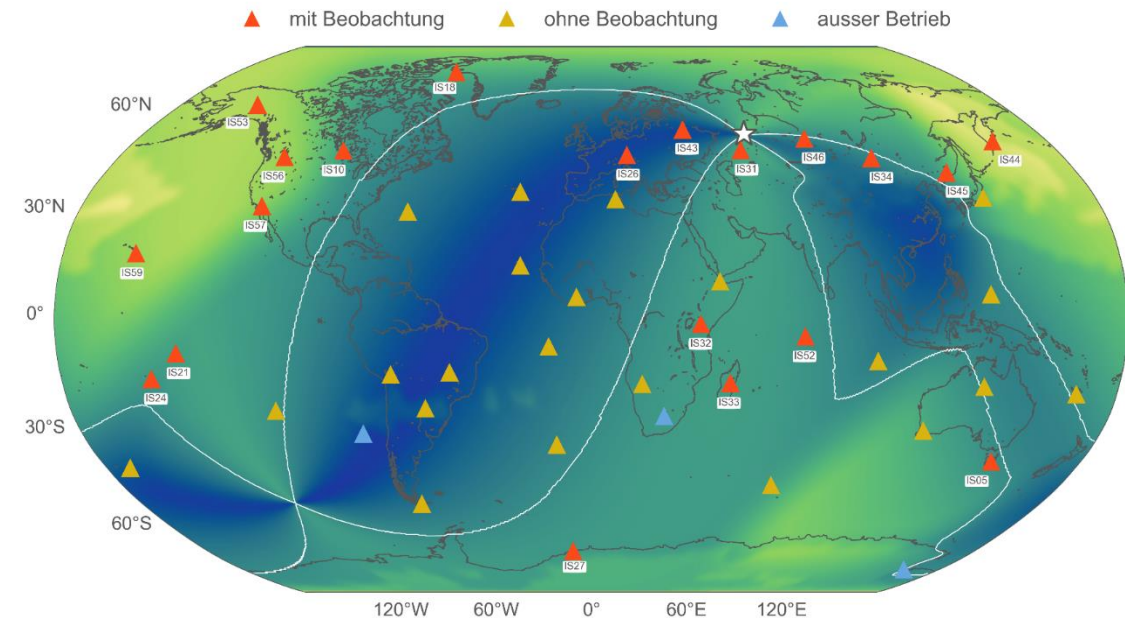 mit Beobachtung ohne Beobachtung ausser Betrieb
60°N
30°N
0°
30°S
60°S
IS18
IS53
IS56
IS10
IS57
IS59
IS43
IS26
IS31
IS46
IS34
IS44
IS45
IS21
IS24
IS32
IS52
IS33
IS05
IS27
120°W 60°W 0° 60°E 120°E